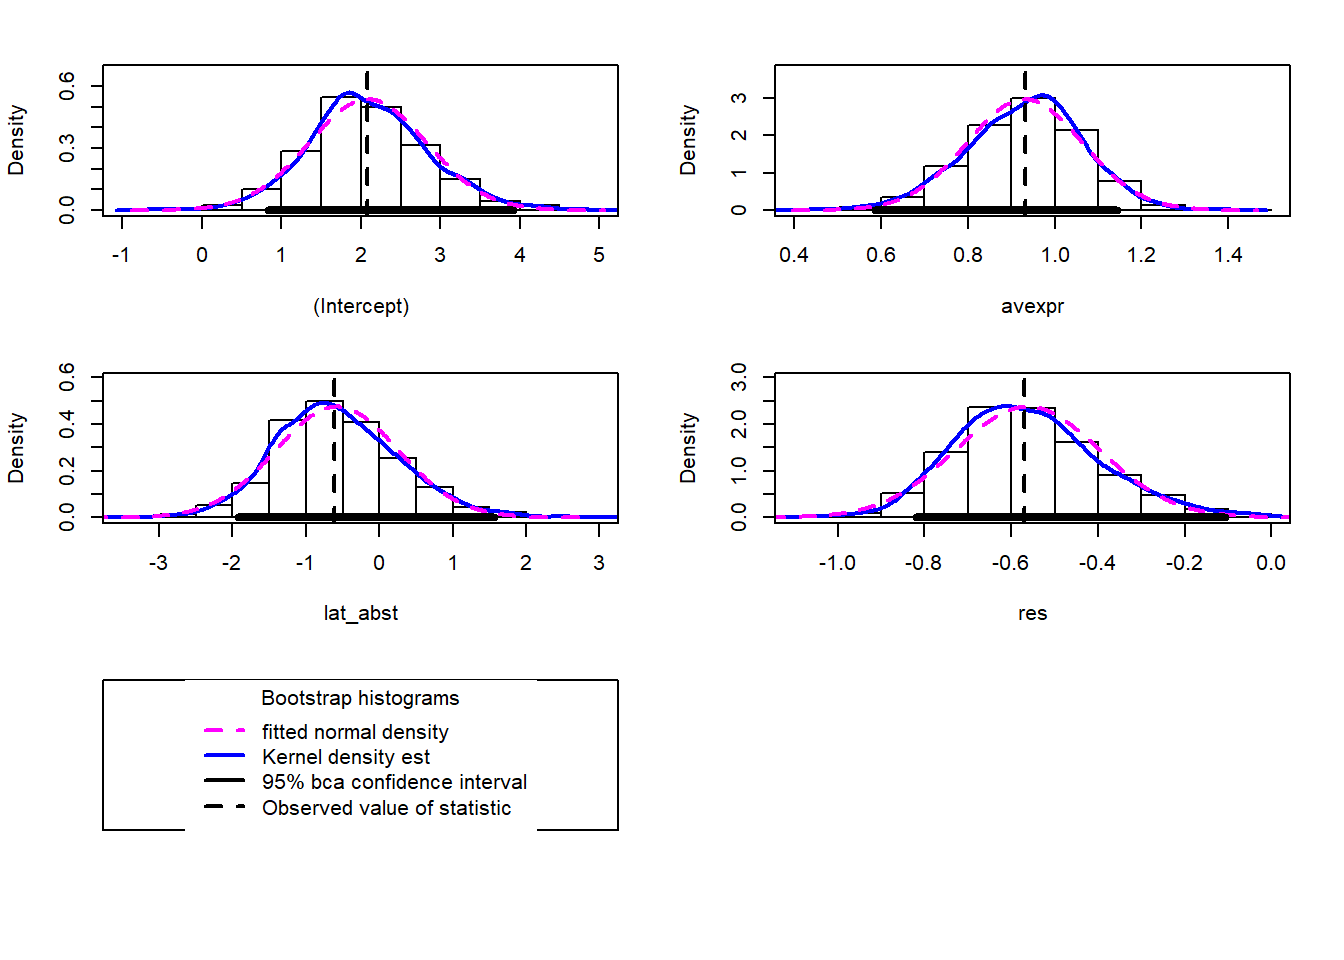 Density
0.0 0.3 0.6
-1 0 1 2 3 4 5
(Intercept)
Density
0 1 2 3
0.4 0.6 0.8 1.0 1.2 1.4
avexpr
Density
0.0 0.2 0.4 0.6
-3 -2 -1 0 1 2 3
lat_abst
Density
0.0 1.0 2.0 3.0
-1.0 -0.8 -0.6 -0.4 -0.2 0.0
res
Bootstrap histograms
fitted normal density
Kernel density est
95% bca confidence interval
Observed value of statistic